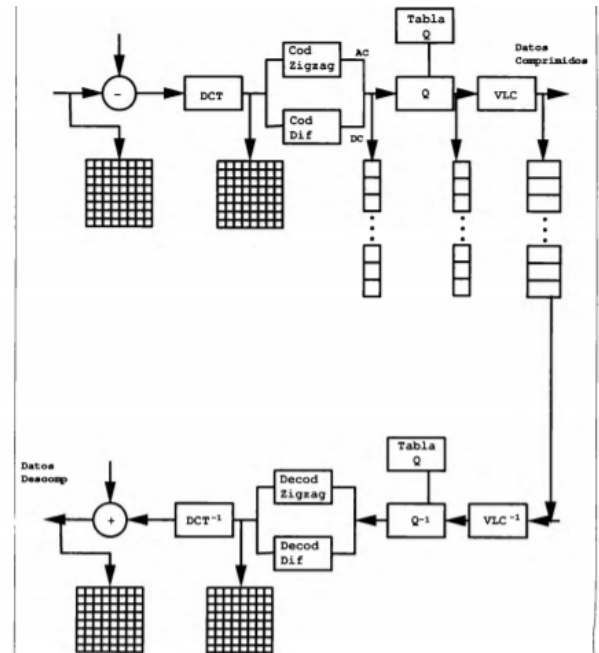 Tabla
Q
Cod
Zigzag
AC
Datos
Comprimidos
-
DCT
Q
VLC
Cod
Dif
DC
Tabla
Q
Datos
Descomp
Decod
Zigzag
+
DCT⁻¹
Q⁻¹
VLC⁻¹
Decod
Dif